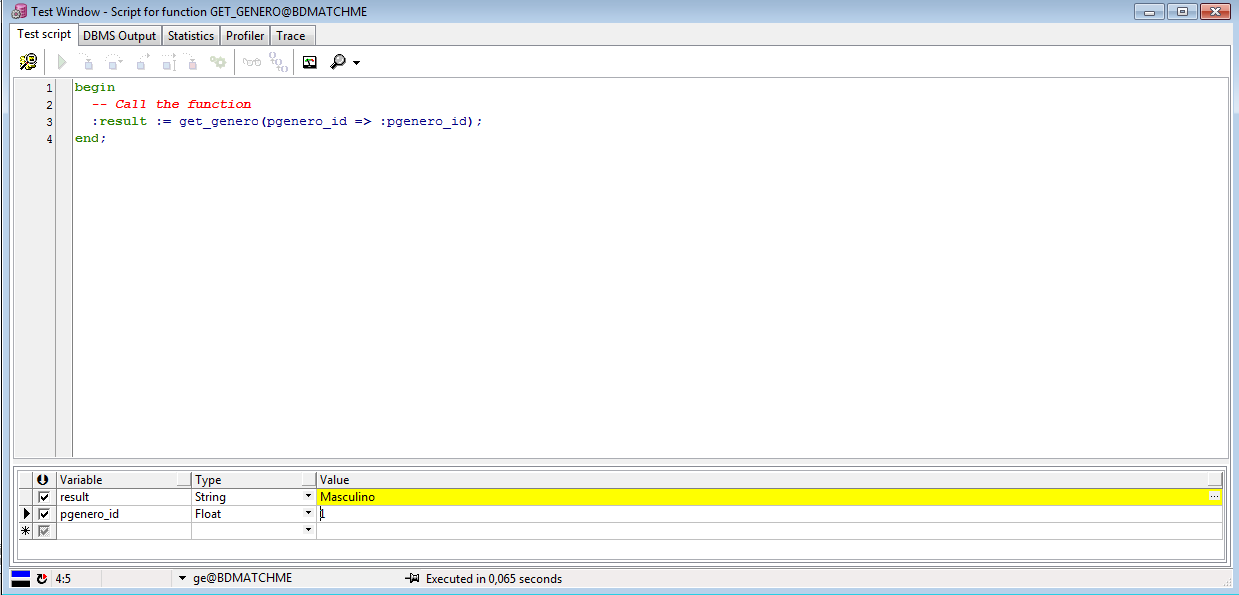 Test Window - Script for function GET_GENERO@BDMATCHME
Test script DBMS Output Statistics Profiler Trace
1 begin
2 -- Call the function
3 :result := get_genero(pgenero_id => :pgenero_id);
4 end;
Variable Type Value
result String Masculino
pgenero_id Float 1
4:5 ge@BDMATCHME Executed in 0,065 seconds